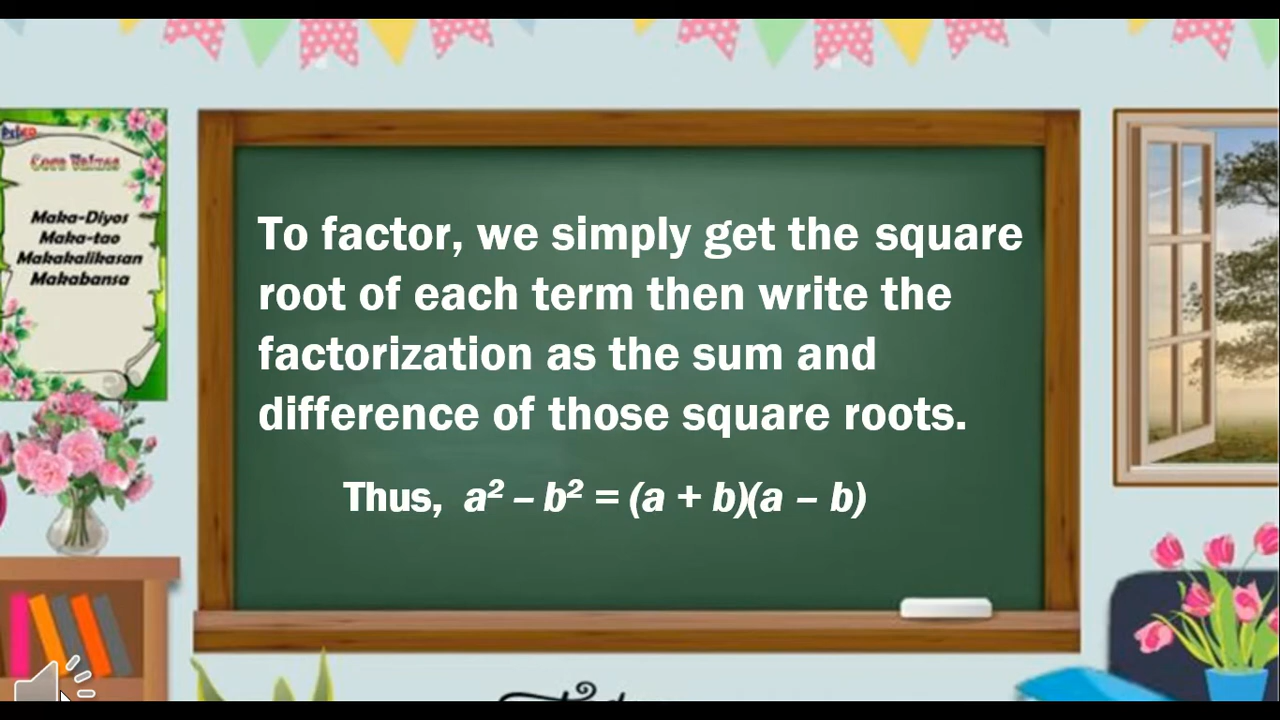 DepED
Core Values
Maka-Diyos
Maka-tao
Makakalikasan
Makabansa
To factor, we simply get the square
root of each term then write the
factorization as the sum and
difference of those square roots.
Thus, a² – b² = (a + b)(a – b)